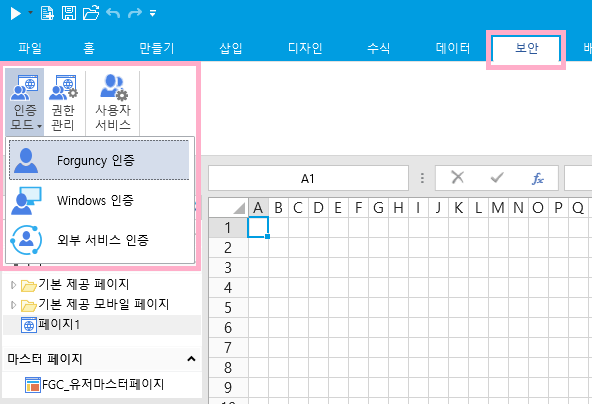 파일 홈 만들기 삽입 디자인 수식 데이터 보안
인증 모드
권한 관리
사용자 서비스
Forguncy 인증
Windows 인증
외부 서비스 인증
A1
fx
A B C D E F G H I J K L M N O P Q
1
2
3
4
5
6
7
8
9
기본 제공 페이지
기본 제공 모바일 페이지
페이지1
마스터 페이지
FGC_유저마스터페이지